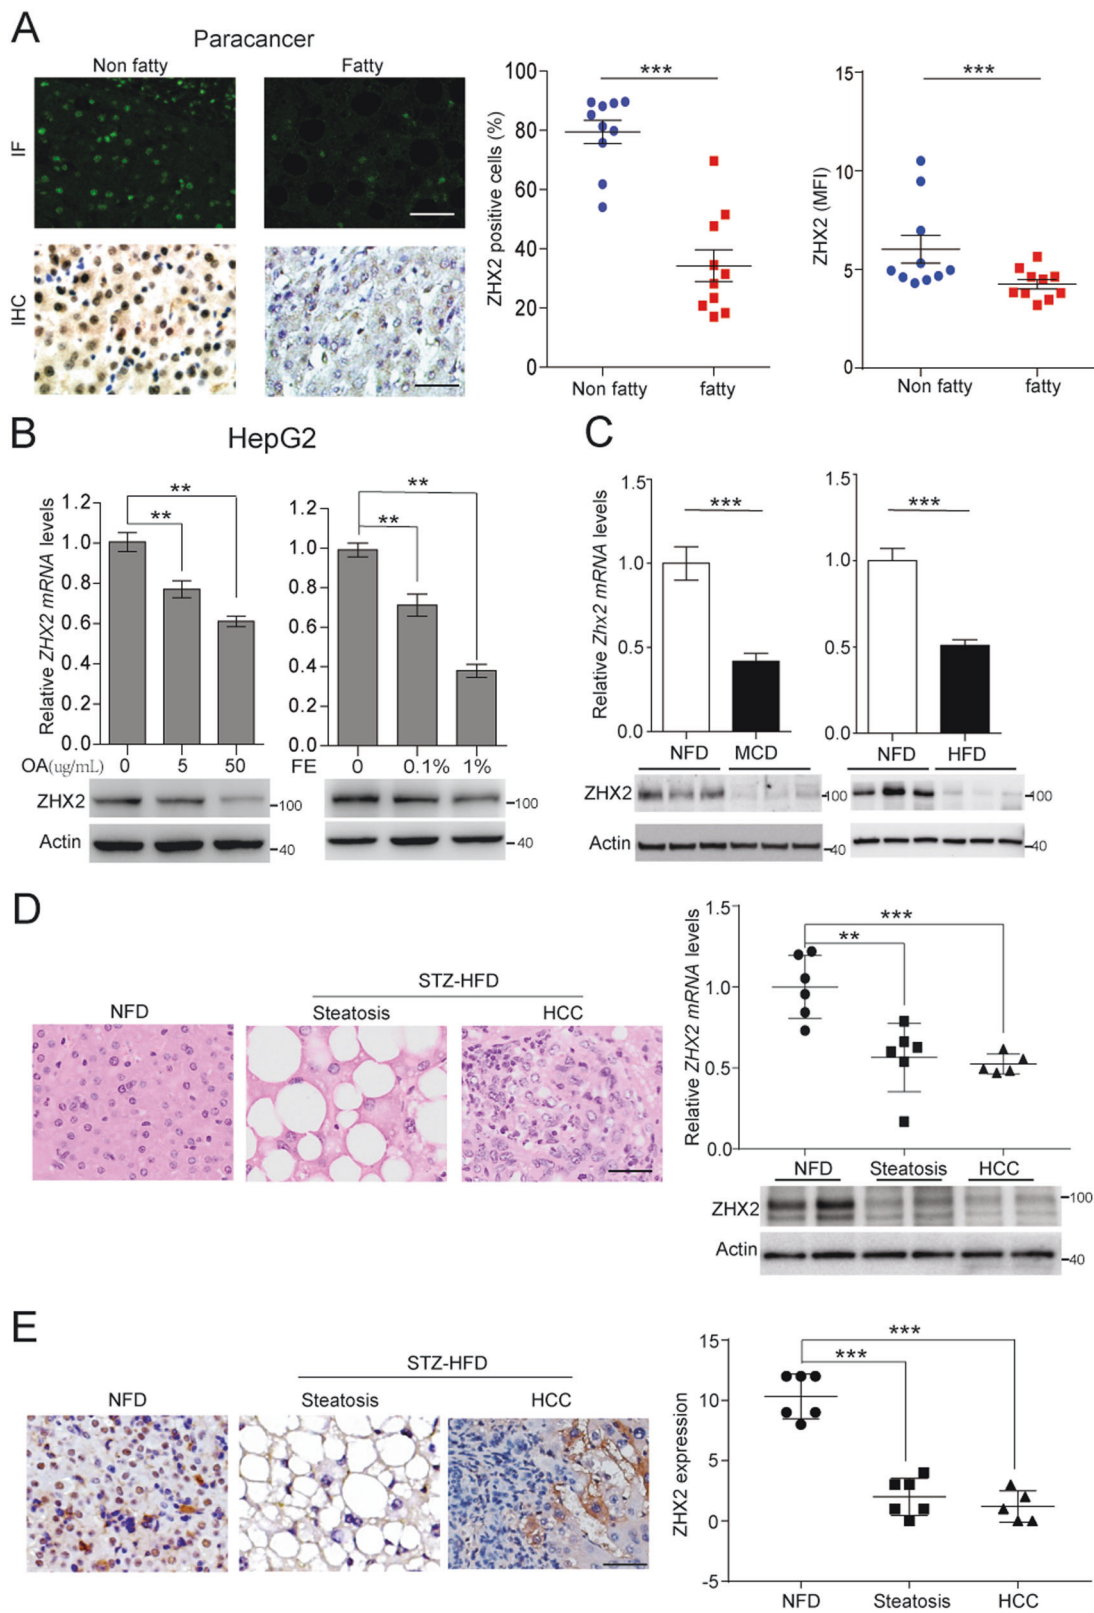 A
Paracancer
Non fatty
Fatty
IF
IHC
ZHX2 positive cells (%)
100
80
60
40
20
0
***
Non fatty
fatty
ZHX2 (MFI)
15
10
5
0
***
Non fatty
fatty
B
HepG2
Relative ZHX2 mRNA levels
1.2
1.0
0.8
0.6
0.4
0.2
0.0
**
**
OA(ug/mL) 0 5 50
1.2
1.0
0.8
0.6
0.4
0.2
0.0
**
**
FE 0 0.1% 1%
ZHX2
-100
-100
Actin
-40
-40
C
Relative Zhx2 mRNA levels
1.5
1.0
0.5
0.0
***
NFD MCD
1.5
1.0
0.5
0.0
***
NFD HFD
ZHX2
-100
-100
Actin
-40
-40
D
STZ-HFD
NFD
Steatosis
HCC
Relative ZHX2 mRNA levels
1.5
1.0
0.5
0.0
***
**
NFD Steatosis HCC
ZHX2
-100
Actin
-40
E
STZ-HFD
NFD
Steatosis
HCC
ZHX2 expression
15
10
5
0
-5
***
***
NFD Steatosis HCC